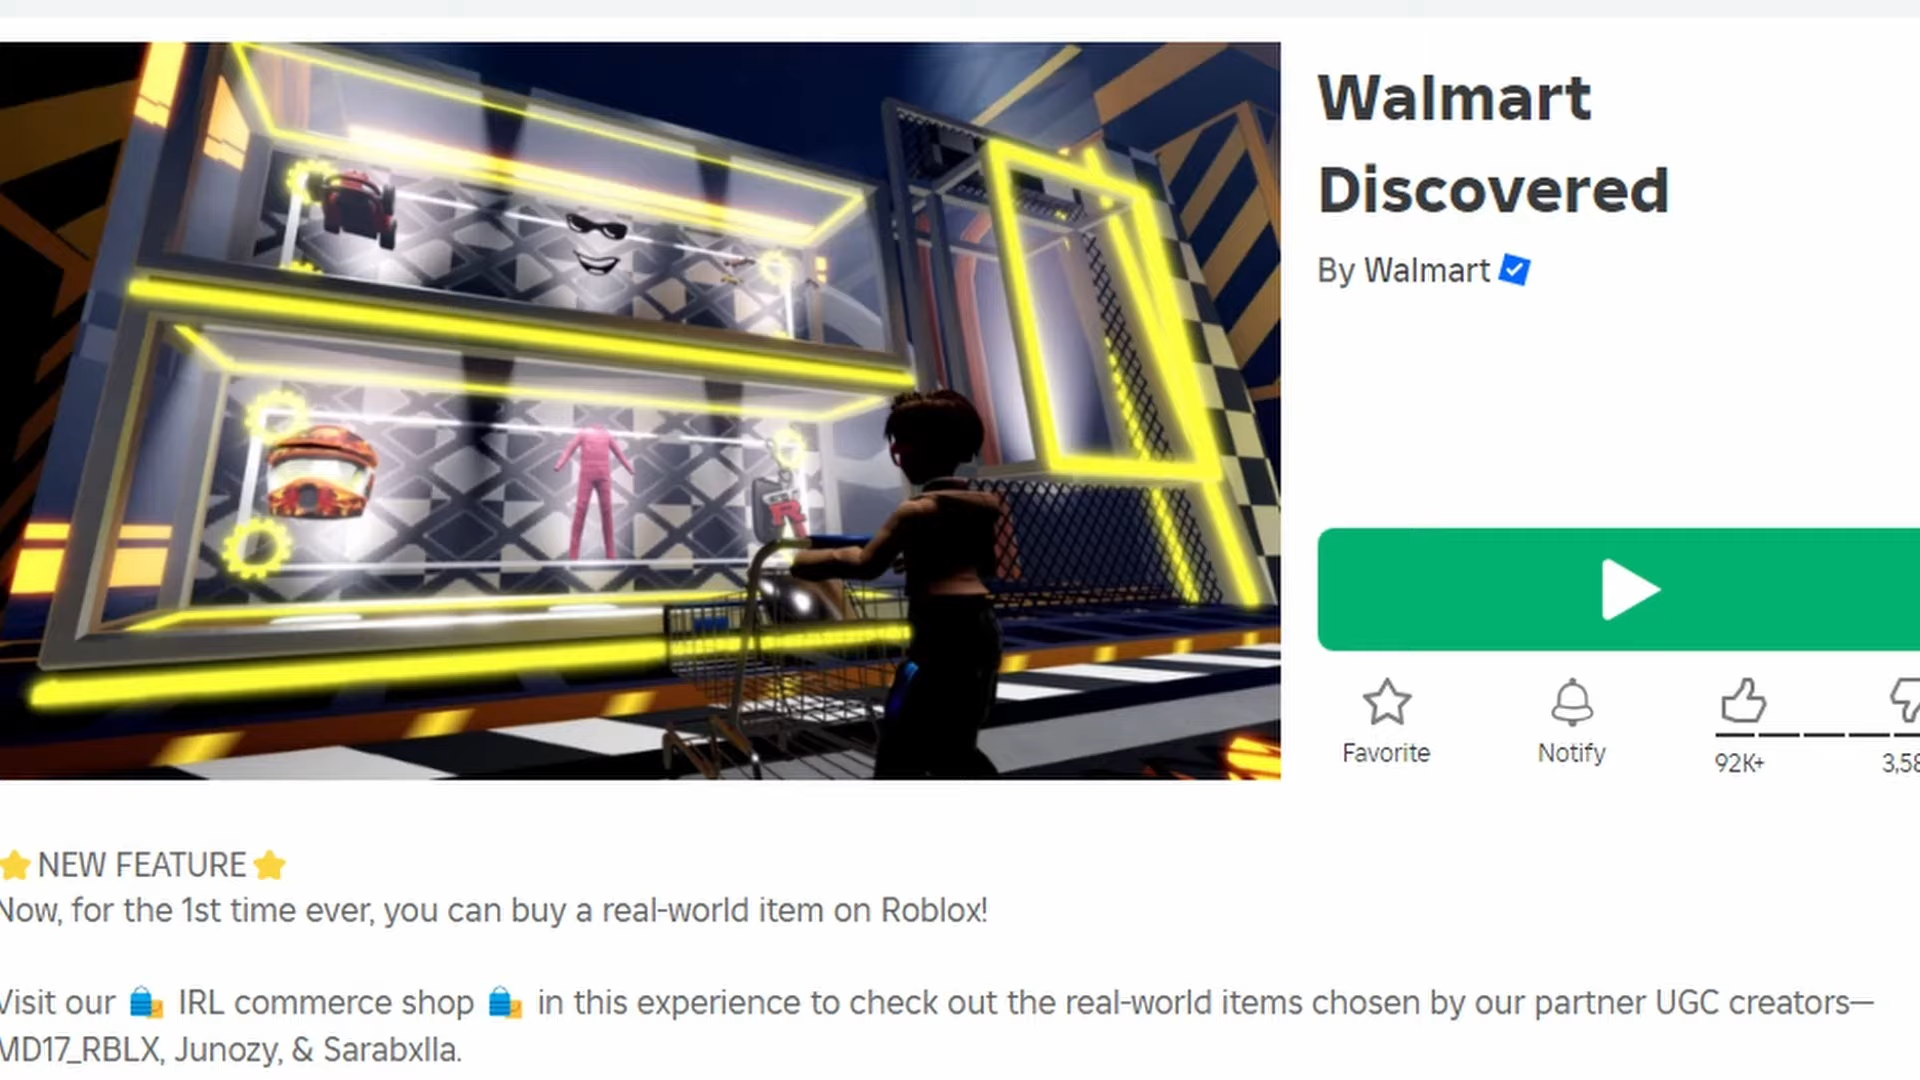 Walmart
Discovered
By Walmart
Favorite
Notify
92K+
3,58
⭐ NEW FEATURE ⭐
Now, for the 1st time ever, you can buy a real-world item on Roblox!
Visit our 🛍️ IRL commerce shop 🛍️ in this experience to check out the real-world items chosen by our partner UGC creators—
MD17_RBLX, Junozy, & Sarabxlla.